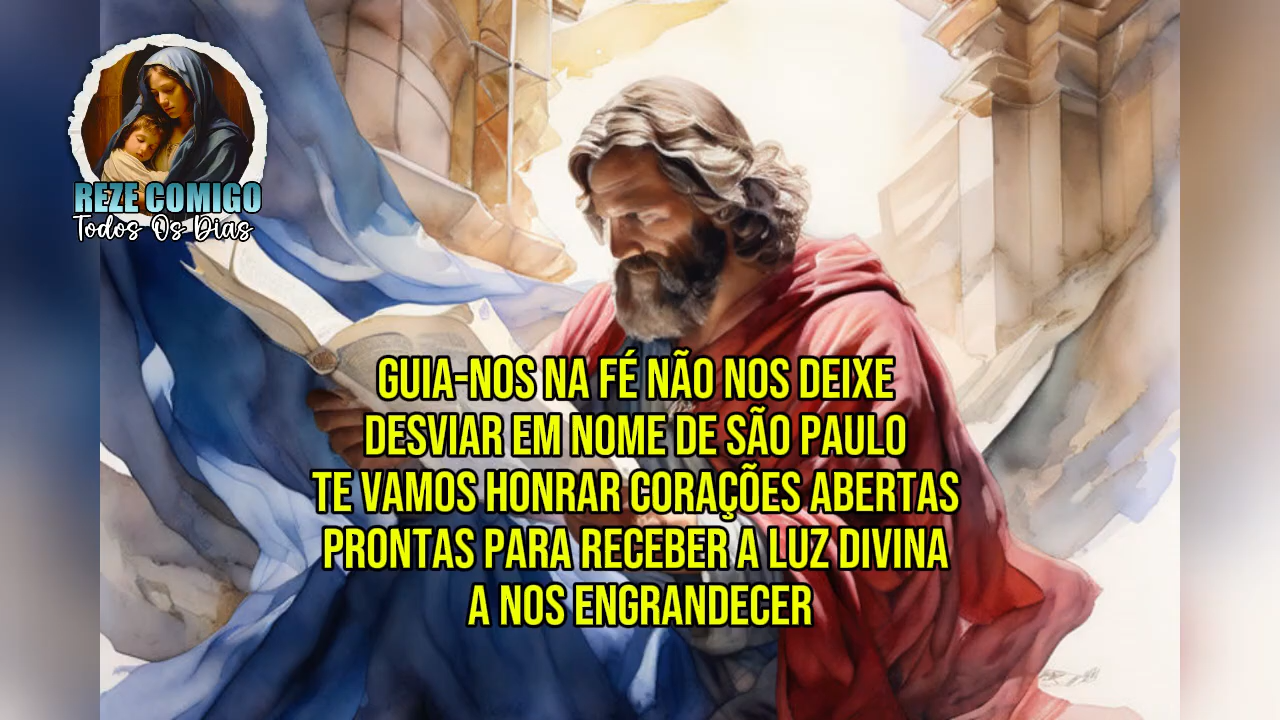 REZE COMIGO
Todos Os Dias
GUIA-NOS NA FÉ NÃO NOS DEIXE
DESVIAR EM NOME DE SÃO PAULO
TE VAMOS HONRAR CORAÇÕES ABERTAS
PRONTAS PARA RECEBER A LUZ DIVINA
A NOS ENGRANDECER